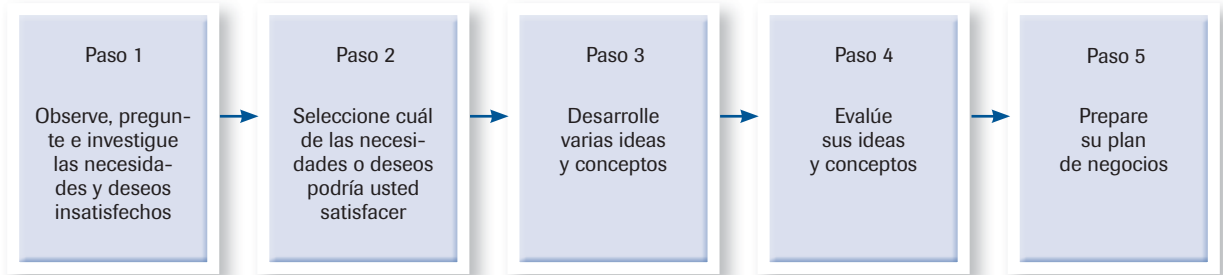 Paso 1
Observe, pregun-
te e investigue
las necesida-
des y deseos
insatisfechos
Paso 2
Seleccione cuál
de las necesi-
dades o deseos
podría usted
satisfacer
Paso 3
Desarrolle
varias ideas
y conceptos
Paso 4
Evalúe
sus ideas
y conceptos
Paso 5
Prepare
su plan
de negocios